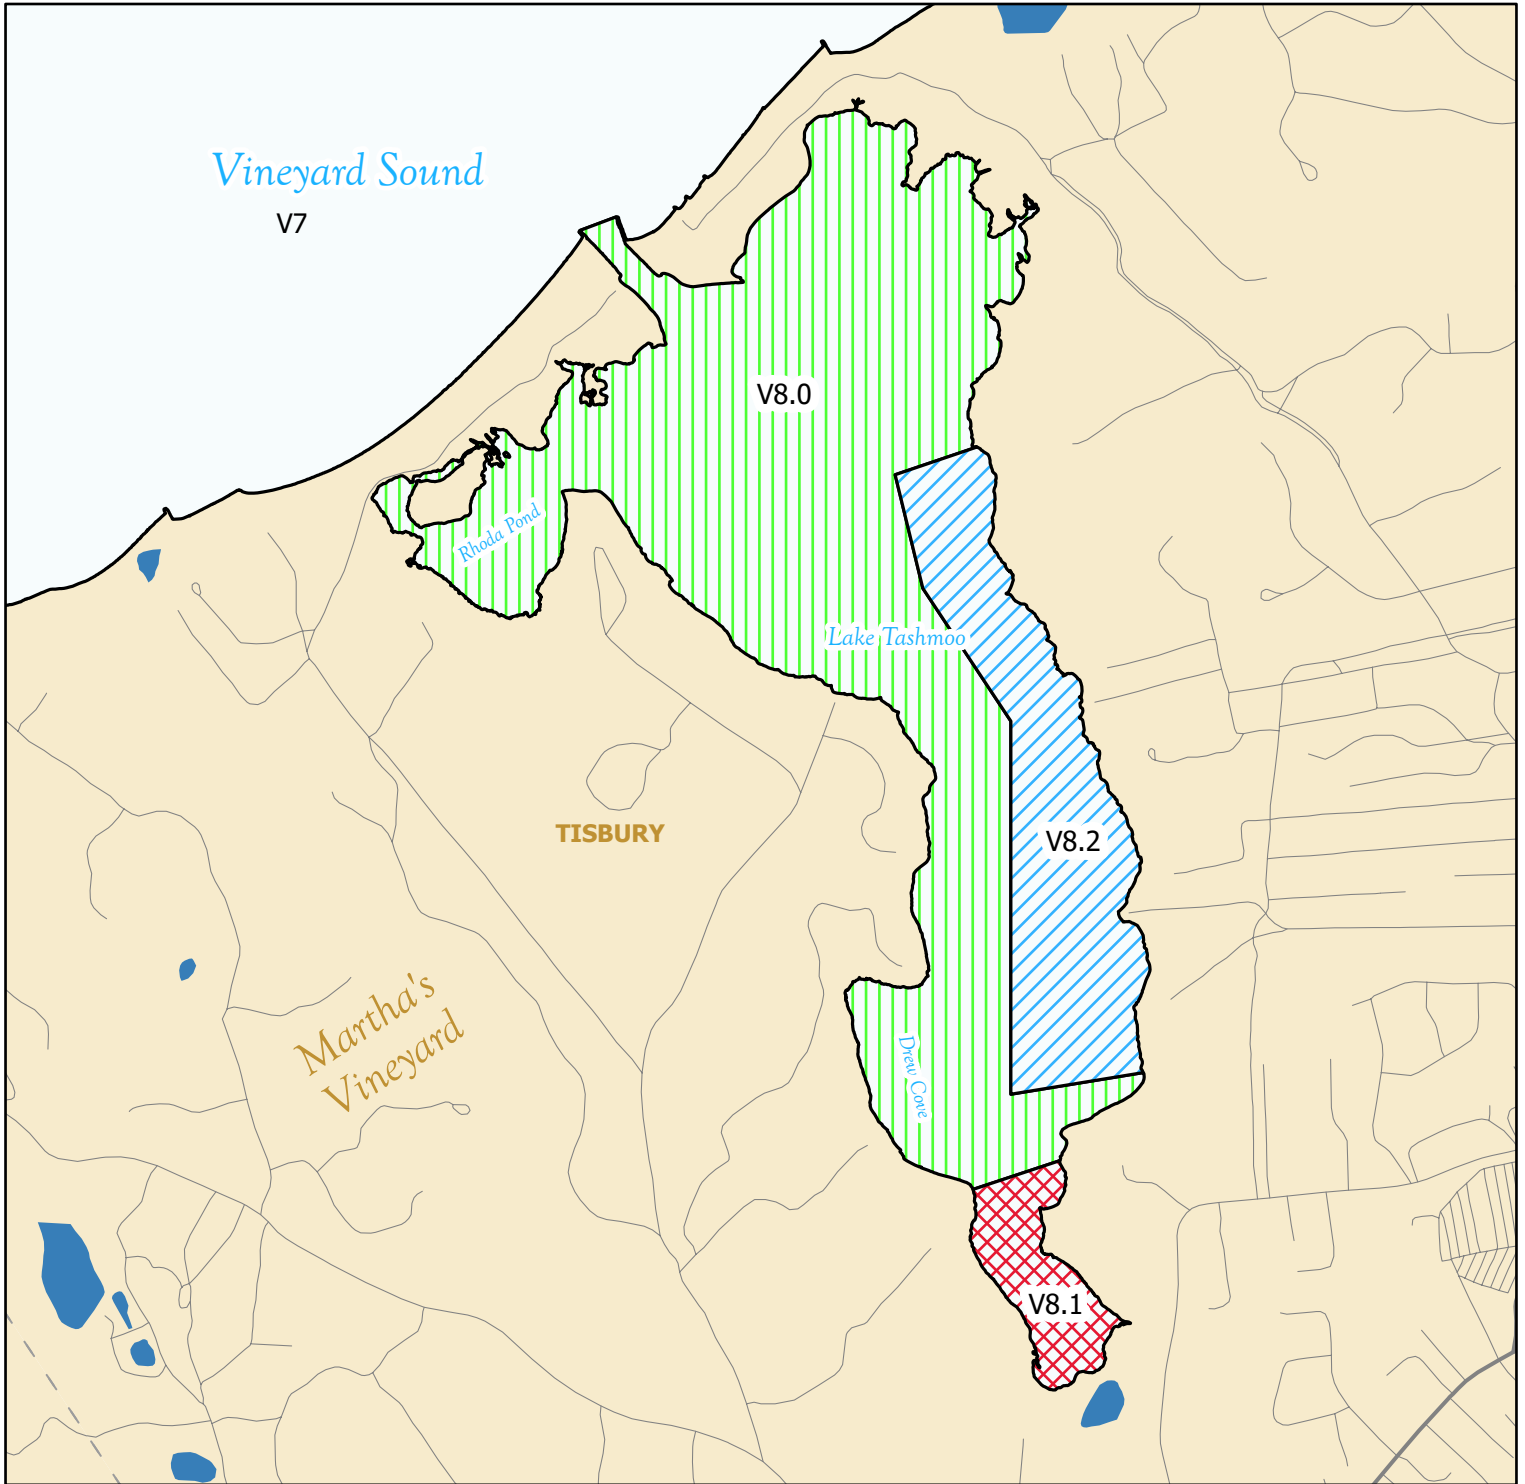 Vineyard Sound
V7
V8.0
Rhoda Pond
Lake Tashmoo
TISBURY
V8.2
Martha's
Vineyard
Drew Cove
V8.1